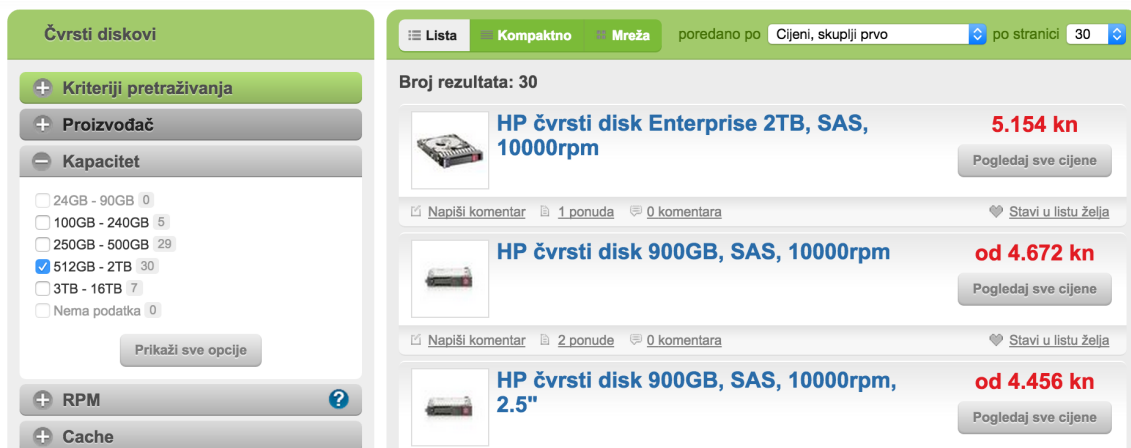 Čvrsti diskovi
Kriteriji pretraživanja
Proizvođač
Kapacitet
24GB - 90GB 0
100GB - 240GB 5
250GB - 500GB 29
512GB - 2TB 30
3TB - 16TB 7
Nema podatka 0
Prikaži sve opcije
RPM ?
Cache
Lista Kompaktno Mreža poredano po Cijeni, skuplji prvo po stranici 30
Broj rezultata: 30
HP čvrsti disk Enterprise 2TB, SAS,
10000rpm
5.154 kn
Pogledaj sve cijene
Napiši komentar 1 ponuda 0 komentara Stavi u listu želja
HP čvrsti disk 900GB, SAS, 10000rpm
od 4.672 kn
Pogledaj sve cijene
Napiši komentar 2 ponude 0 komentara Stavi u listu želja
HP čvrsti disk 900GB, SAS, 10000rpm,
2.5"
od 4.456 kn
Pogledaj sve cijene